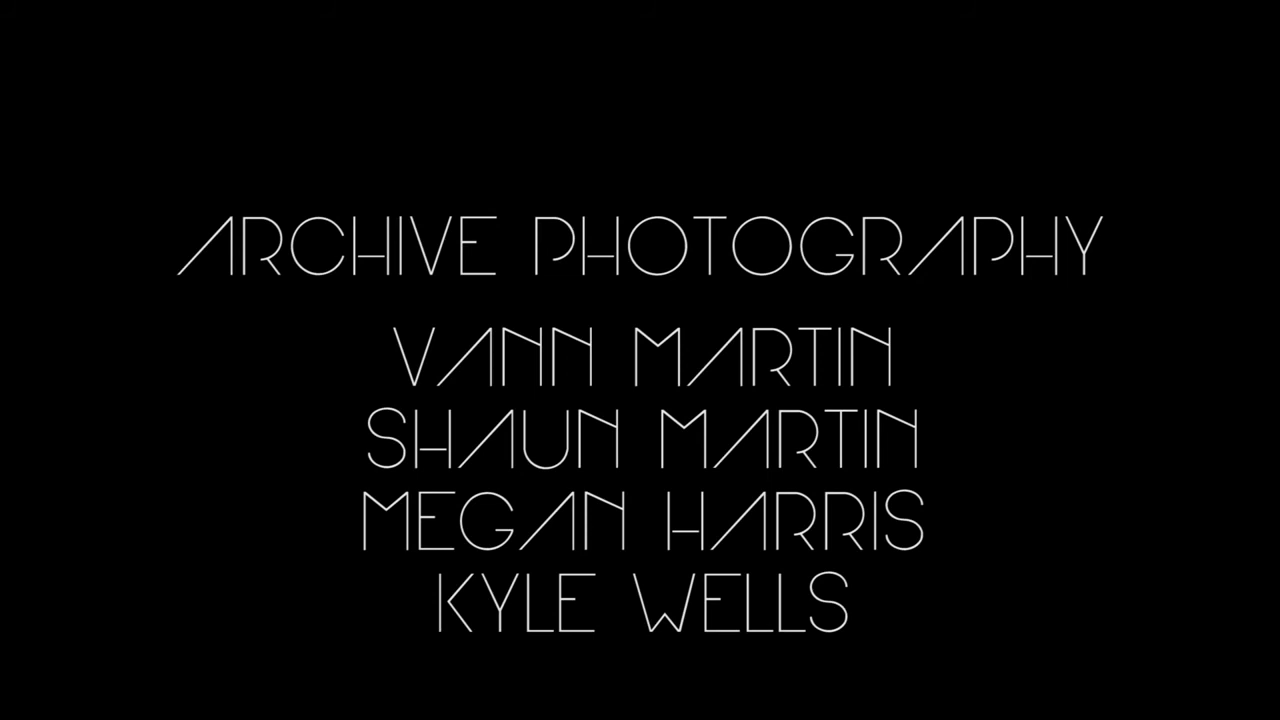 ARCHIVE PHOTOGRAPHY
VANN MARTIN
SHAUN MARTIN
MEGAN HARRIS
KYLE WELLS